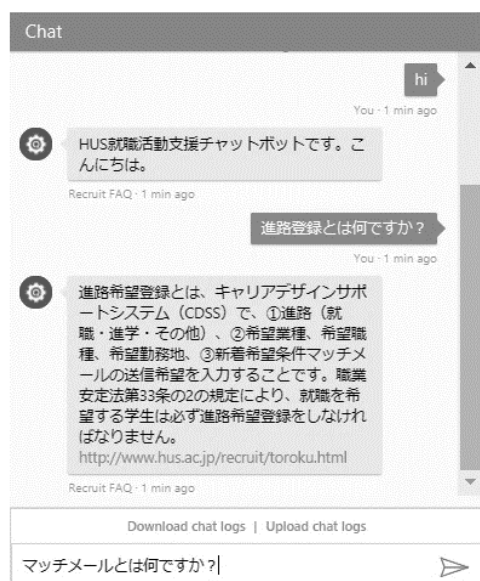 Chat
hi
You · 1 min ago
HUS就職活動支援チャットボットです。こ
んにちは。
Recruit FAQ · 1 min ago
進路登録とは何ですか？
You · 1 min ago
進路希望登録とは、キャリアデザインサポ
ートシステム（CDSS）で、①進路（就
職・進学・その他）、②希望業種、希望職
種、希望勤務地、③新着希望条件マッチメ
ールの送信希望を入力することです。職業
安定法第33条の2の規定により、就職を希
望する学生は必ず進路希望登録をしなけれ
ばなりません。
http://www.hus.ac.jp/recruit/toroku.html
Recruit FAQ · 1 min ago
Download chat logs | Upload chat logs
マッチメールとは何ですか？